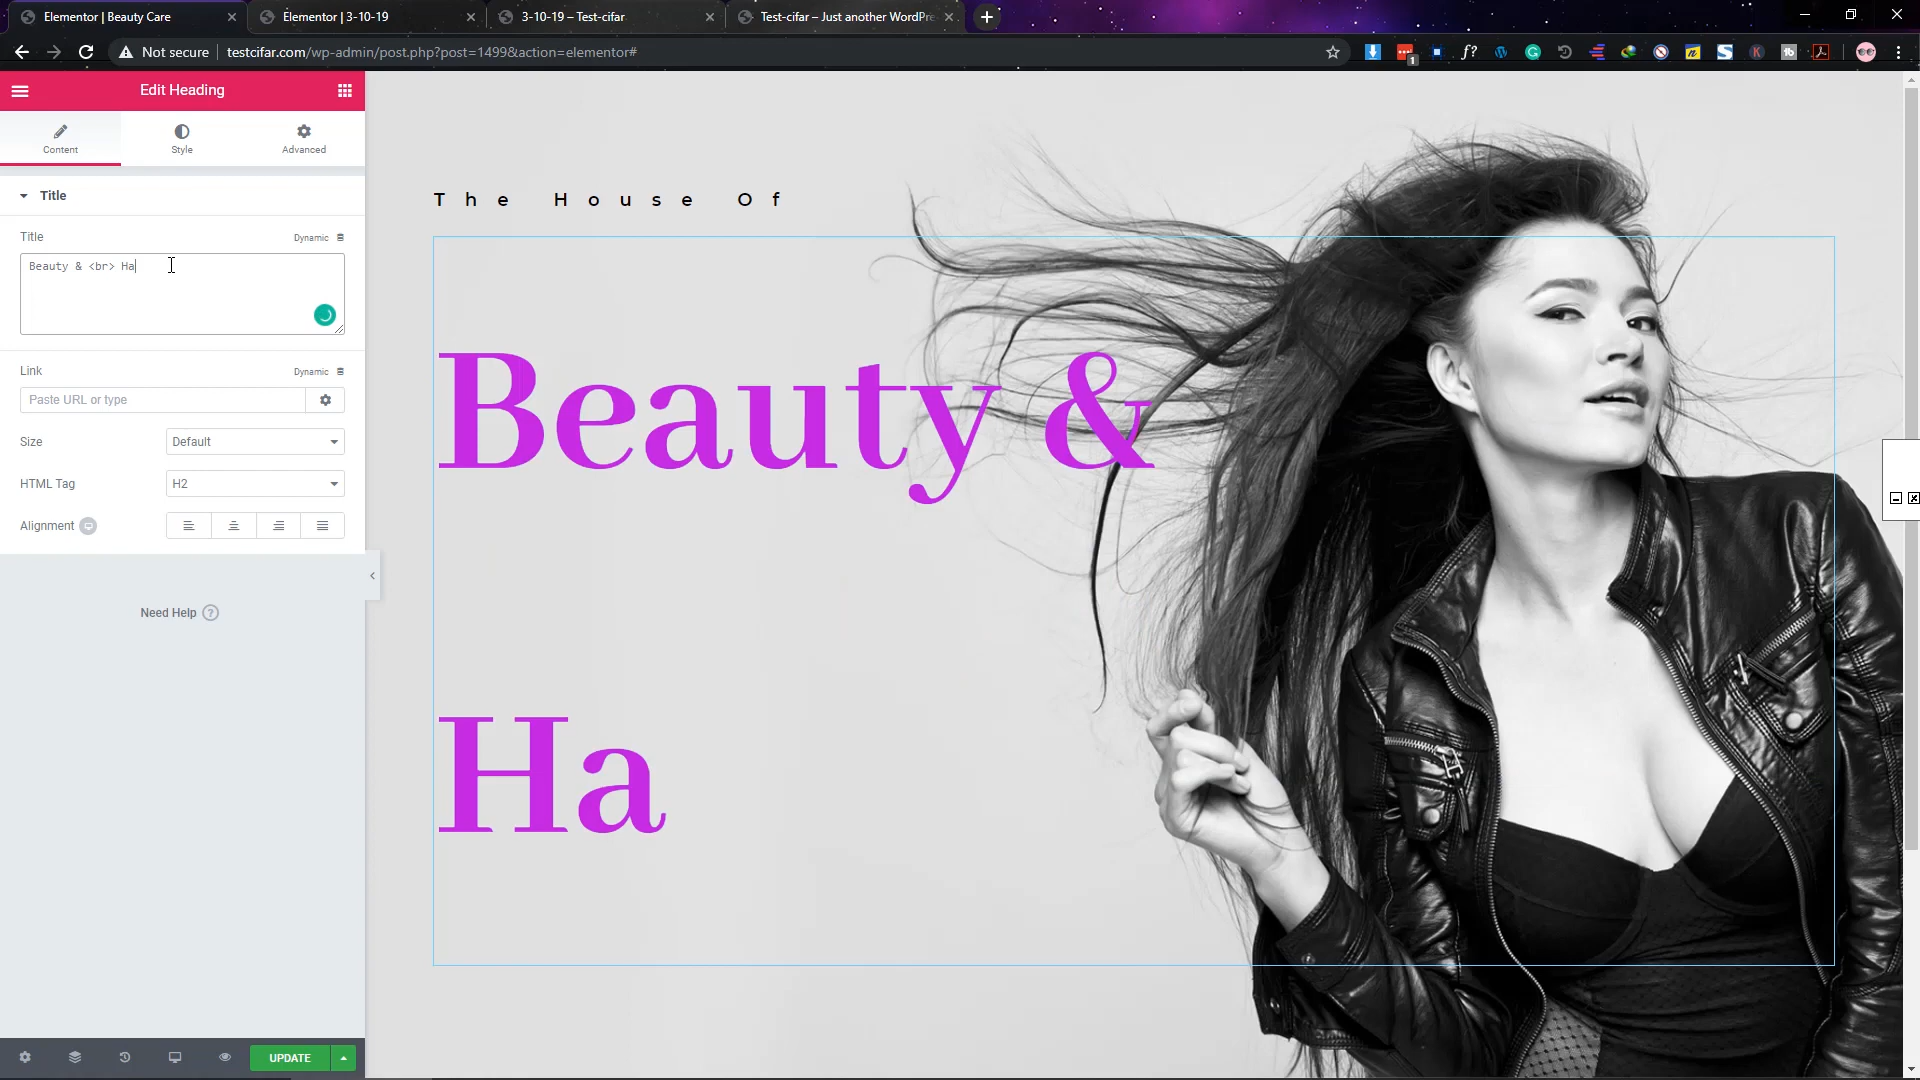 Elementor | Beauty Care
Elementor | 3-10-19
3-10-19 – Test-cifar
Test-cifar – Just another WordPre
Not secure
testcifar.com/wp-admin/post.php?post=1499&action=elementor#
Edit Heading
Content
Style
Advanced
Title
Title
Dynamic
Beauty & <br> Ha
Link
Dynamic
Paste URL or type
Size
Default
HTML Tag
H2
Alignment
Need Help
UPDATE
The House Of
Beauty &
Ha